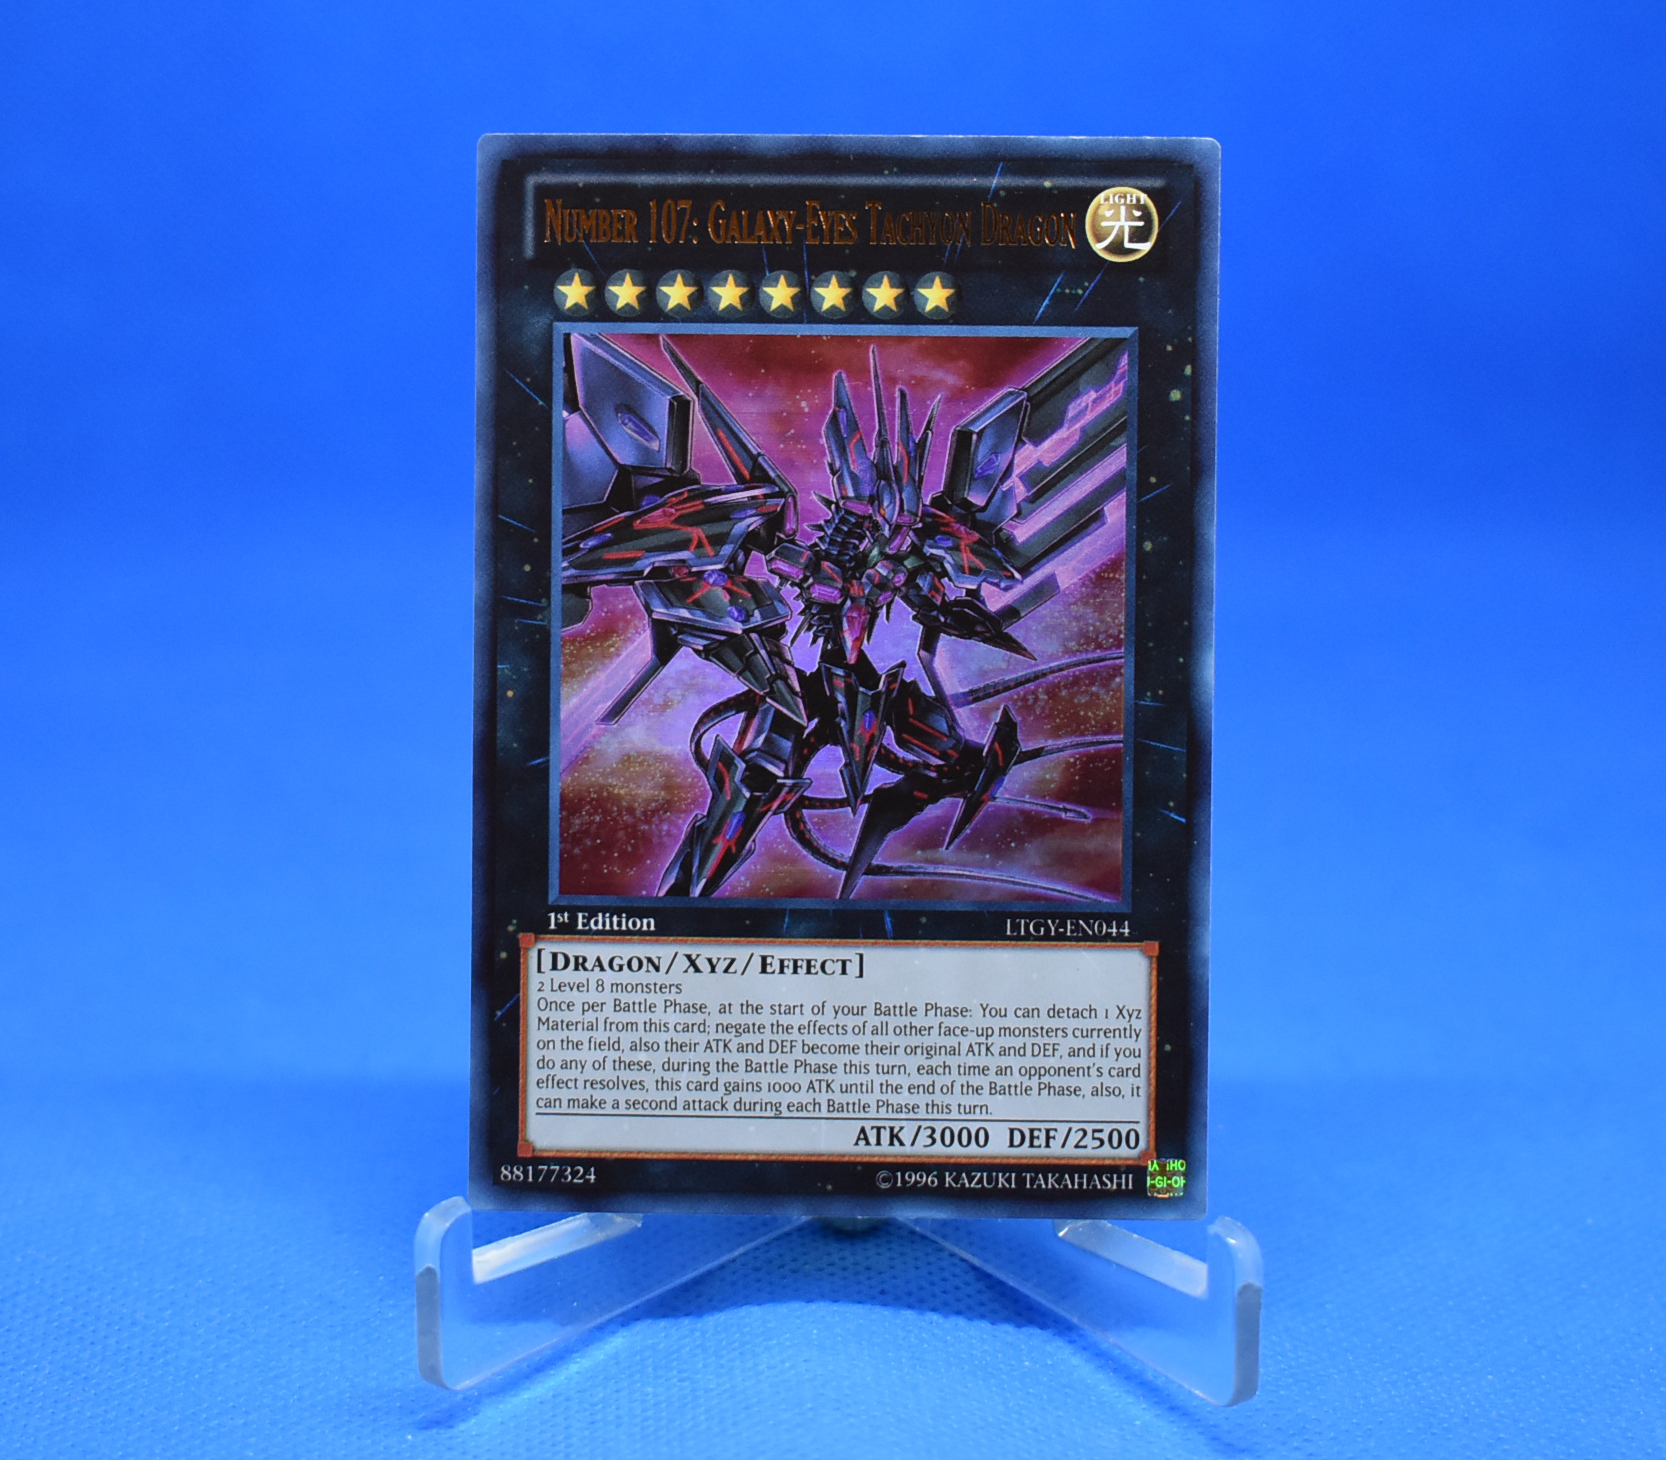 Number 107: Galaxy-Eyes Tachyon Dragon
LIGHT
光
1st Edition
LTGY-EN044
[Dragon/Xyz/Effect]
2 Level 8 monsters
Once per Battle Phase, at the start of your Battle Phase: You can detach 1 Xyz
Material from this card; negate the effects of all other face-up monsters currently
on the field, also their ATK and DEF become their original ATK and DEF, and if you
do any of these, during the Battle Phase this turn, each time an opponent's card
effect resolves, this card gains 1000 ATK until the end of the Battle Phase, also, it
can make a second attack during each Battle Phase this turn.
ATK/3000 DEF/2500
88177324
©1996 KAZUKI TAKAHASHI